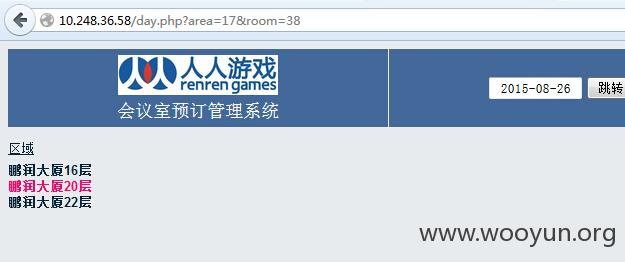 10.248.36.58/day.php?area=17&room=38
人人游戏
renren games
会议室预订管理系统
2015-08-26
跳转
区域
鹏润大厦16层
鹏润大厦20层
鹏润大厦22层
www.wooyun.org